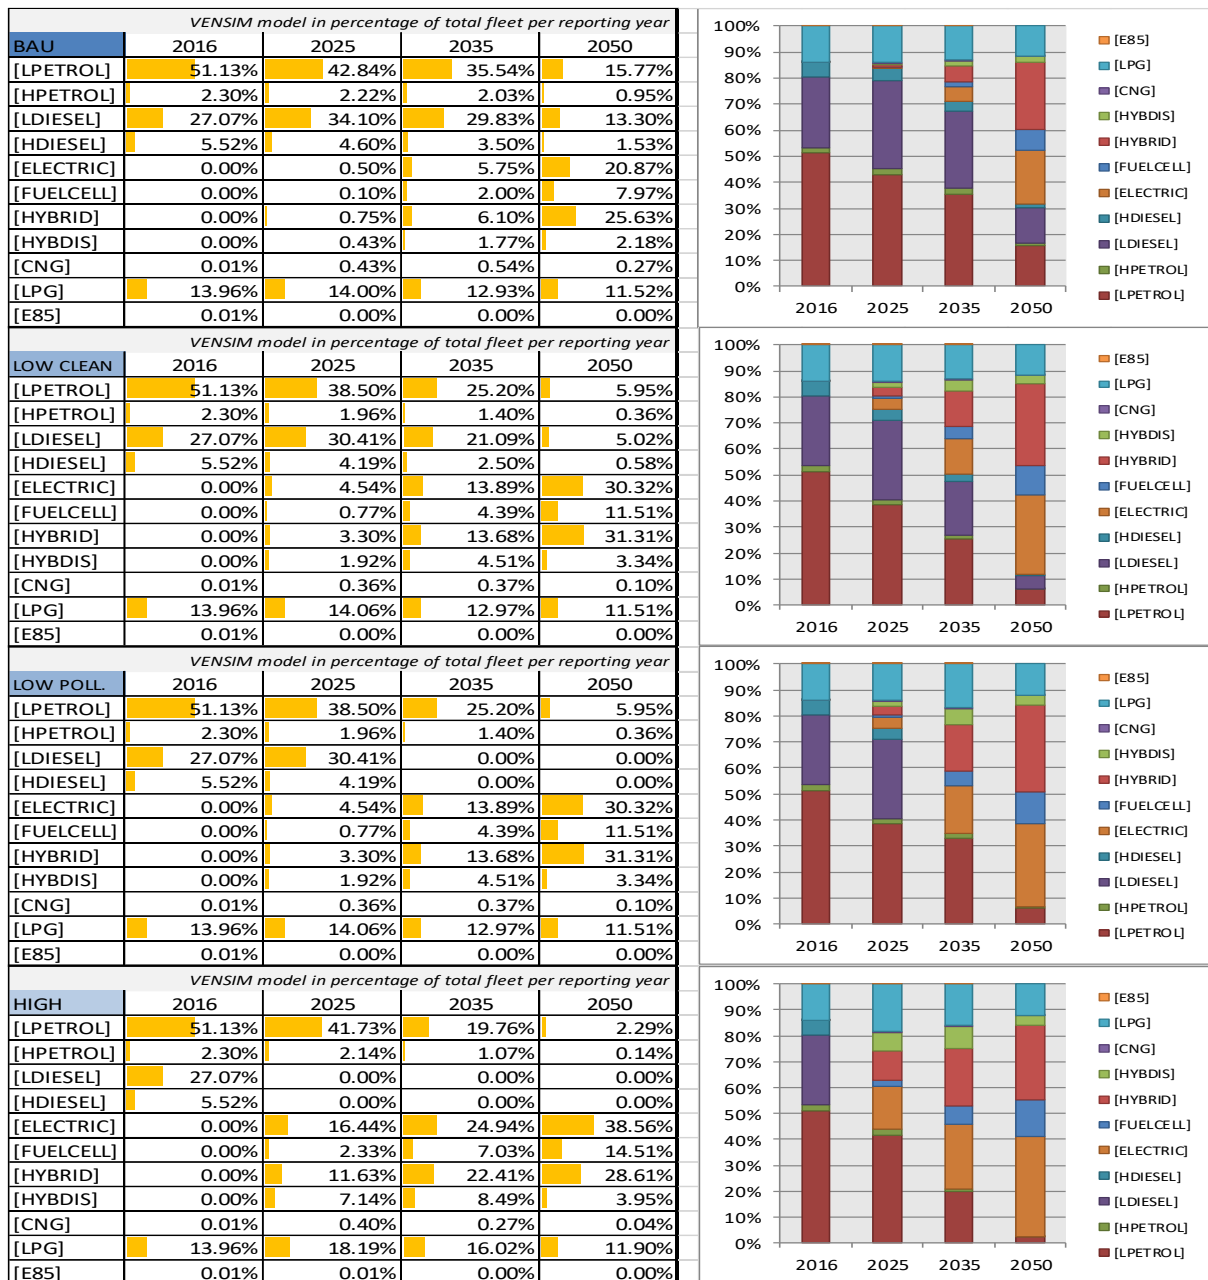 VENSIM model in percentage of total fleet per reporting year
BAU 2016 2025 2035 2050
[LPETROL] 51.13% 42.84% 35.54% 15.77%
[HPETROL] 2.30% 2.22% 2.03% 0.95%
[LDIESEL] 27.07% 34.10% 29.83% 13.30%
[HDIESEL] 5.52% 4.60% 3.50% 1.53%
[ELECTRIC] 0.00% 0.50% 5.75% 20.87%
[FUELCELL] 0.00% 0.10% 2.00% 7.97%
[HYBRID] 0.00% 0.75% 6.10% 25.63%
[HYBDIS] 0.00% 0.43% 1.77% 2.18%
[CNG] 0.01% 0.43% 0.54% 0.27%
[LPG] 13.96% 14.00% 12.93% 11.52%
[E85] 0.01% 0.00% 0.00% 0.00%
100%
90%
80%
70%
60%
50%
40%
30%
20%
10%
0%
2016 2025 2035 2050
[E85]
[LPG]
[CNG]
[HYBDIS]
[HYBRID]
[FUELCELL]
[ELECTRIC]
[HDIESEL]
[LDIESEL]
[HPETROL]
[LPETROL]
VENSIM model in percentage of total fleet per reporting year
LOW CLEAN 2016 2025 2035 2050
[LPETROL] 51.13% 38.50% 25.20% 5.95%
[HPETROL] 2.30% 1.96% 1.40% 0.36%
[LDIESEL] 27.07% 30.41% 21.09% 5.02%
[HDIESEL] 5.52% 4.19% 2.50% 0.58%
[ELECTRIC] 0.00% 4.54% 13.89% 30.32%
[FUELCELL] 0.00% 0.77% 4.39% 11.51%
[HYBRID] 0.00% 3.30% 13.68% 31.31%
[HYBDIS] 0.00% 1.92% 4.51% 3.34%
[CNG] 0.01% 0.36% 0.37% 0.10%
[LPG] 13.96% 14.06% 12.97% 11.51%
[E85] 0.01% 0.00% 0.00% 0.00%
100%
90%
80%
70%
60%
50%
40%
30%
20%
10%
0%
2016 2025 2035 2050
[E85]
[LPG]
[CNG]
[HYBDIS]
[HYBRID]
[FUELCELL]
[ELECTRIC]
[HDIESEL]
[LDIESEL]
[HPETROL]
[LPETROL]
VENSIM model in percentage of total fleet per reporting year
LOW POLL. 2016 2025 2035 2050
[LPETROL] 51.13% 38.50% 25.20% 5.95%
[HPETROL] 2.30% 1.96% 1.40% 0.36%
[LDIESEL] 27.07% 30.41% 0.00% 0.00%
[HDIESEL] 5.52% 4.19% 0.00% 0.00%
[ELECTRIC] 0.00% 4.54% 13.89% 30.32%
[FUELCELL] 0.00% 0.77% 4.39% 11.51%
[HYBRID] 0.00% 3.30% 13.68% 31.31%
[HYBDIS] 0.00% 1.92% 4.51% 3.34%
[CNG] 0.01% 0.36% 0.37% 0.10%
[LPG] 13.96% 14.06% 12.97% 11.51%
[E85] 0.01% 0.00% 0.00% 0.00%
100%
90%
80%
70%
60%
50%
40%
30%
20%
10%
0%
2016 2025 2035 2050
[E85]
[LPG]
[CNG]
[HYBDIS]
[HYBRID]
[FUELCELL]
[ELECTRIC]
[HDIESEL]
[LDIESEL]
[HPETROL]
[LPETROL]
VENSIM model in percentage of total fleet per reporting year
HIGH 2016 2025 2035 2050
[LPETROL] 51.13% 41.73% 19.76% 2.29%
[HPETROL] 2.30% 2.14% 1.07% 0.14%
[LDIESEL] 27.07% 0.00% 0.00% 0.00%
[HDIESEL] 5.52% 0.00% 0.00% 0.00%
[ELECTRIC] 0.00% 16.44% 24.94% 38.56%
[FUELCELL] 0.00% 2.33% 7.03% 14.51%
[HYBRID] 0.00% 11.63% 22.41% 28.61%
[HYBDIS] 0.00% 7.14% 8.49% 3.95%
[CNG] 0.01% 0.40% 0.27% 0.04%
[LPG] 13.96% 18.19% 16.02% 11.90%
[E85] 0.01% 0.01% 0.00% 0.00%
100%
90%
80%
70%
60%
50%
40%
30%
20%
10%
0%
2016 2025 2035 2050
[E85]
[LPG]
[CNG]
[HYBDIS]
[HYBRID]
[FUELCELL]
[ELECTRIC]
[HDIESEL]
[LDIESEL]
[HPETROL]
[LPETROL]